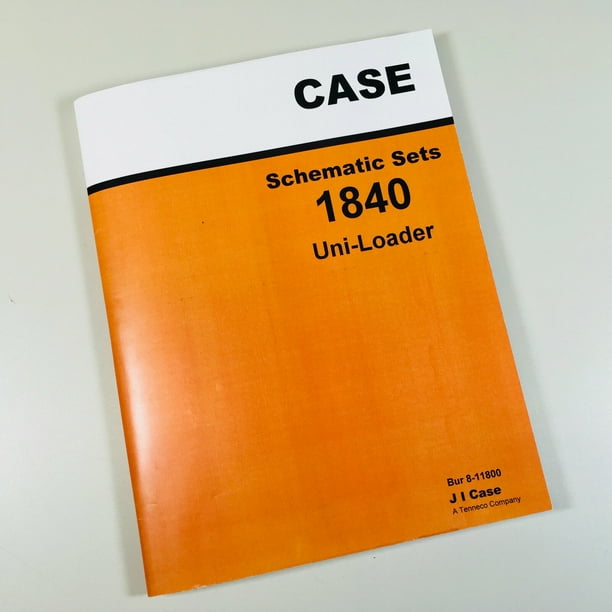 CASE
Schematic Sets
1840
Uni-Loader
Bur 8-11800
J I Case
A Tenneco Company